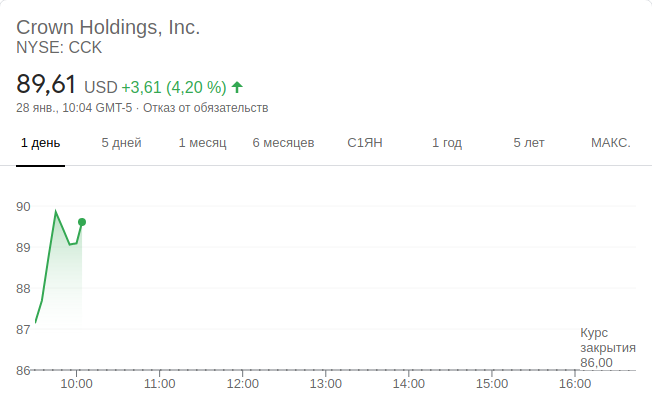 Crown Holdings, Inc.
NYSE: CCK
89,61 USD +3,61 (4,20 %)
28 янв., 10:04 GMT-5 · Отказ от обязательств
1 день 5 дней 1 месяц 6 месяцев С1ЯН 1 год 5 лет МАКС.
90
89
88
87
Курс
закрытия
86,00
86
10:00 11:00 12:00 13:00 14:00 15:00 16:00